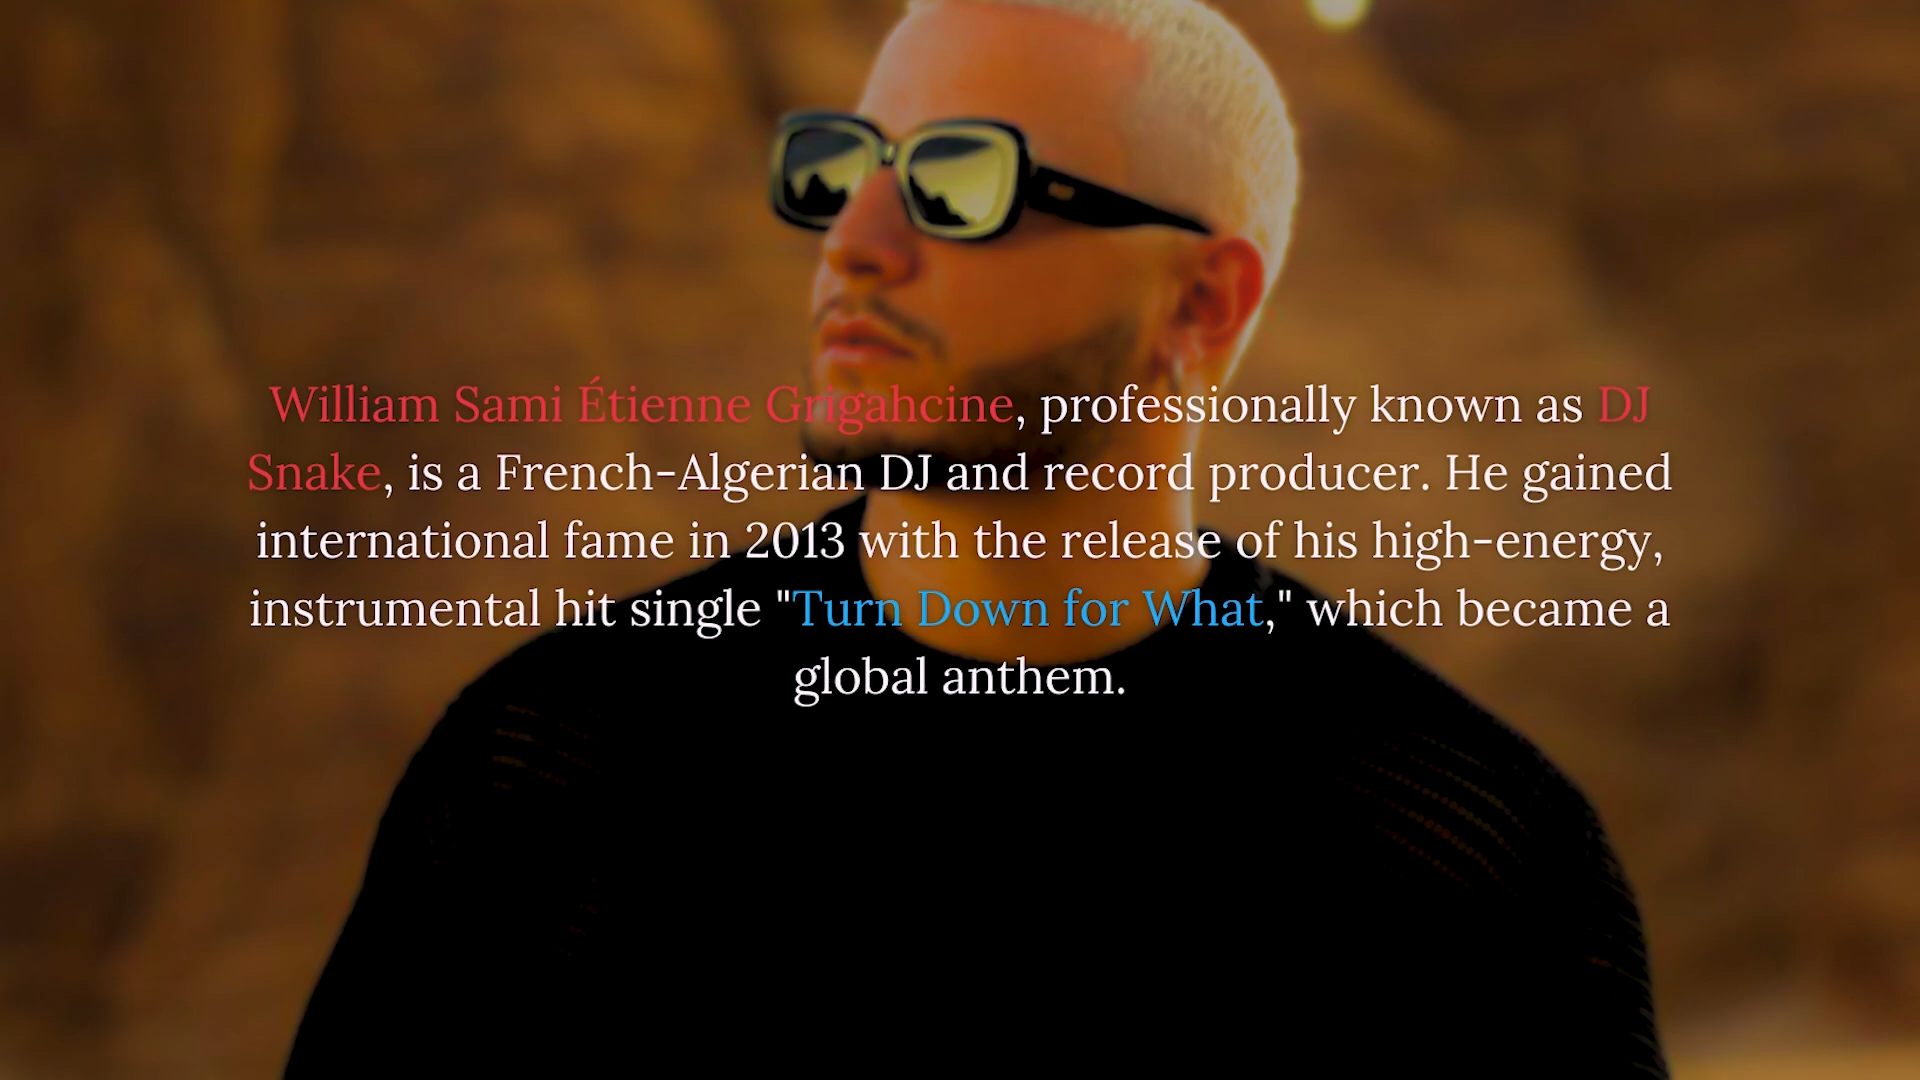 William Sami Étienne Grigahcine, professionally known as DJ
Snake, is a French-Algerian DJ and record producer. He gained
international fame in 2013 with the release of his high-energy,
instrumental hit single "Turn Down for What," which became a
global anthem.